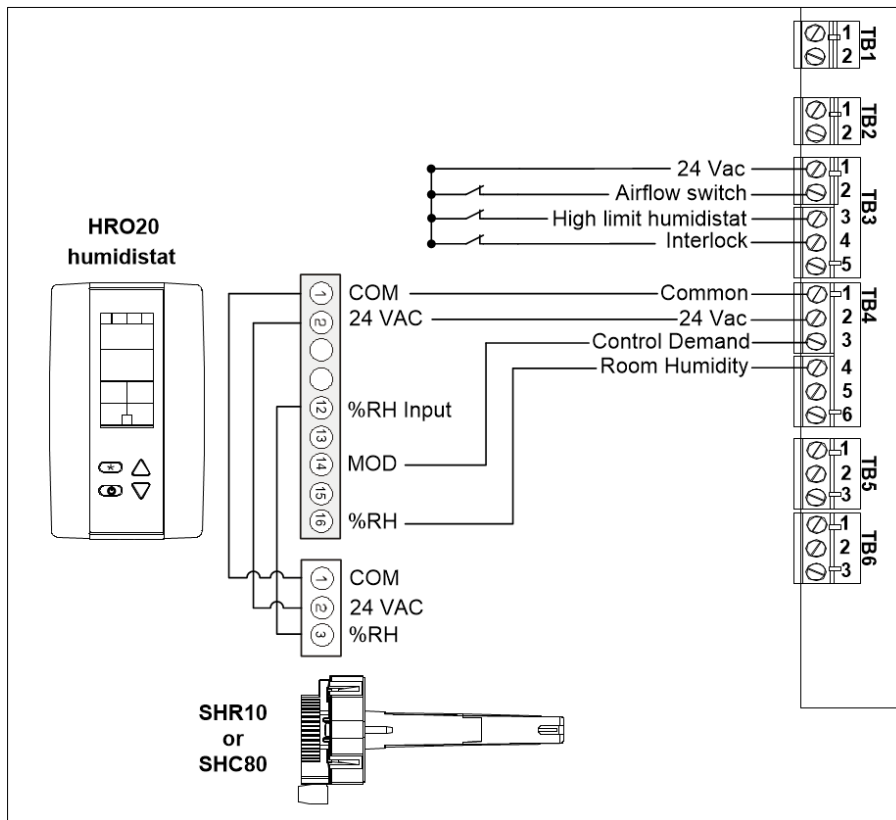 HRO20
humidistat
1
2
TB1
1
2
TB2
24 Vac
Airflow switch
High limit humidistat
Interlock
1
2
3
4
5
TB3
1 COM
2 24 VAC
12 %RH Input
13
14 MOD
15
16 %RH
Common
24 Vac
Control Demand
Room Humidity
1
2
3
4
5
6
TB4
1
2
3
TB5
1
2
3
TB6
1 COM
2 24 VAC
3 %RH
SHR10
or
SHC80